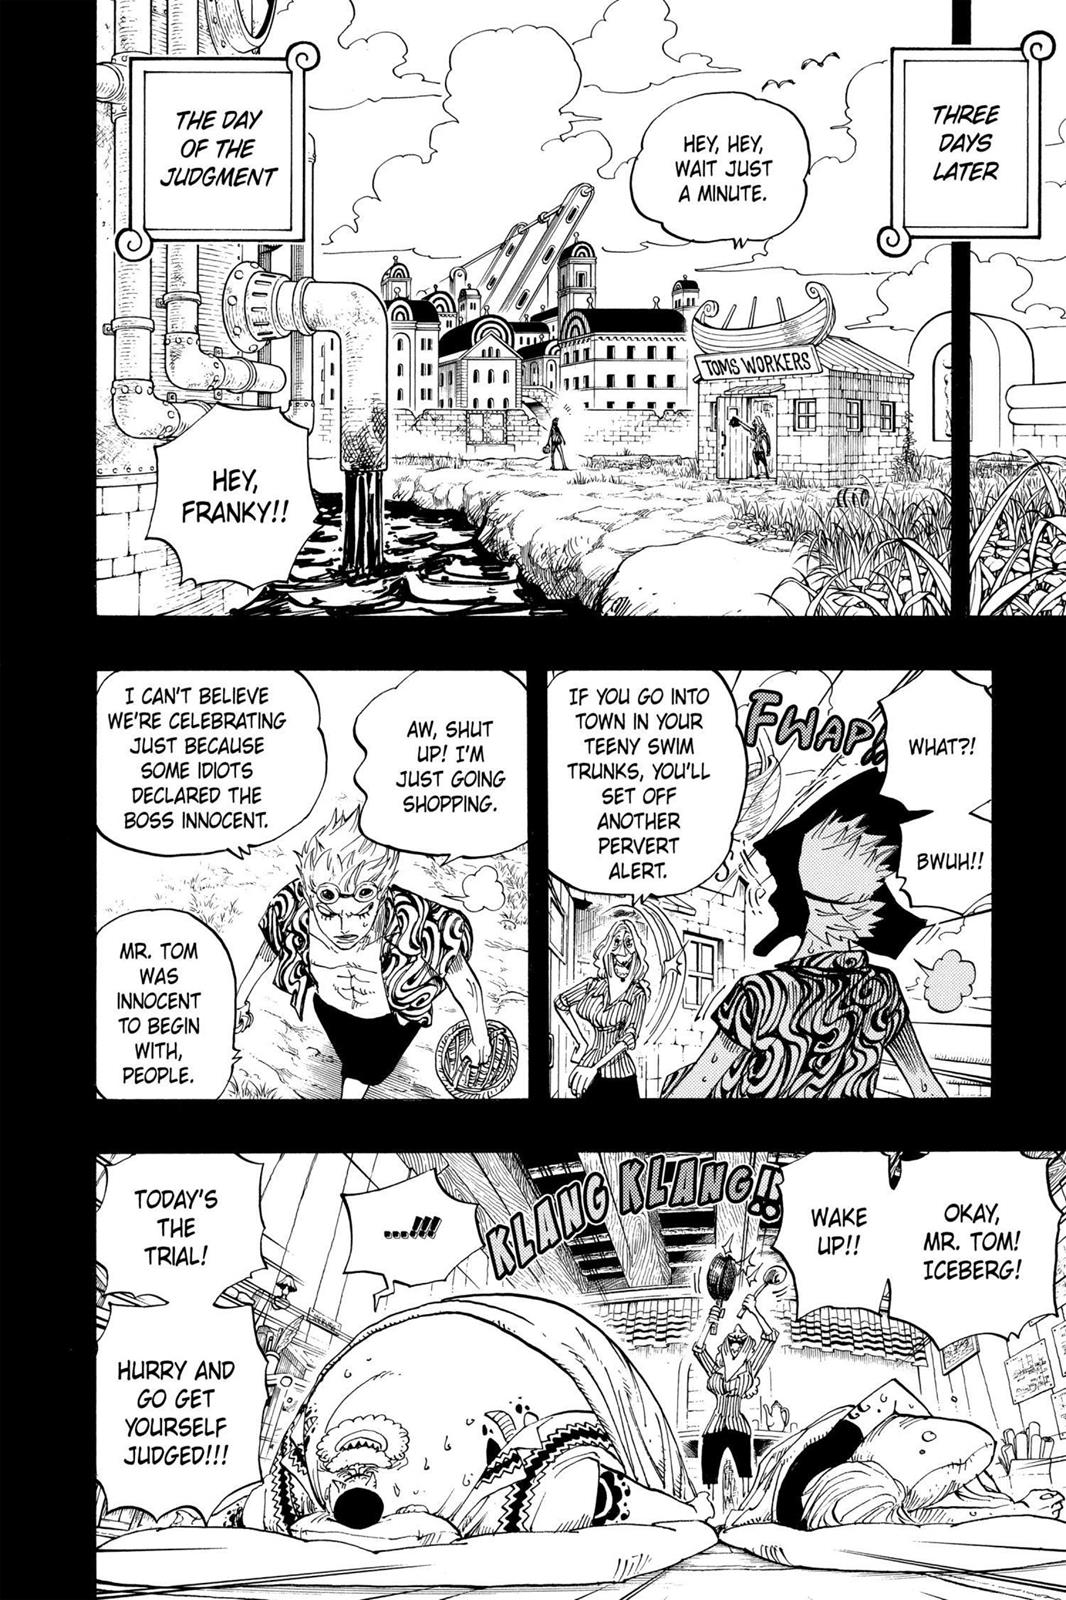 THREE
DAYS
LATER
HEY, HEY,
WAIT JUST
A MINUTE.
TOMS WORKERS
THE DAY
OF THE
JUDGMENT
HEY,
FRANKY!!
WHAT?!
BWUH!!
FWAP
IF YOU GO INTO
TOWN IN YOUR
TEENY SWIM
TRUNKS, YOU'LL
SET OFF
ANOTHER
PERVERT
ALERT.
AW, SHUT
UP! I'M
JUST GOING
SHOPPING.
I CAN'T BELIEVE
WE'RE CELEBRATING
JUST BECAUSE
SOME IDIOTS
DECLARED THE
BOSS INNOCENT.
MR. TOM
WAS
INNOCENT
TO BEGIN
WITH,
PEOPLE.
OKAY,
MR. TOM!
ICEBERG!
WAKE
UP!!
KLANG KLANG!!
....!!!
TODAY'S
THE
TRIAL!
HURRY AND
GO GET
YOURSELF
JUDGED!!!